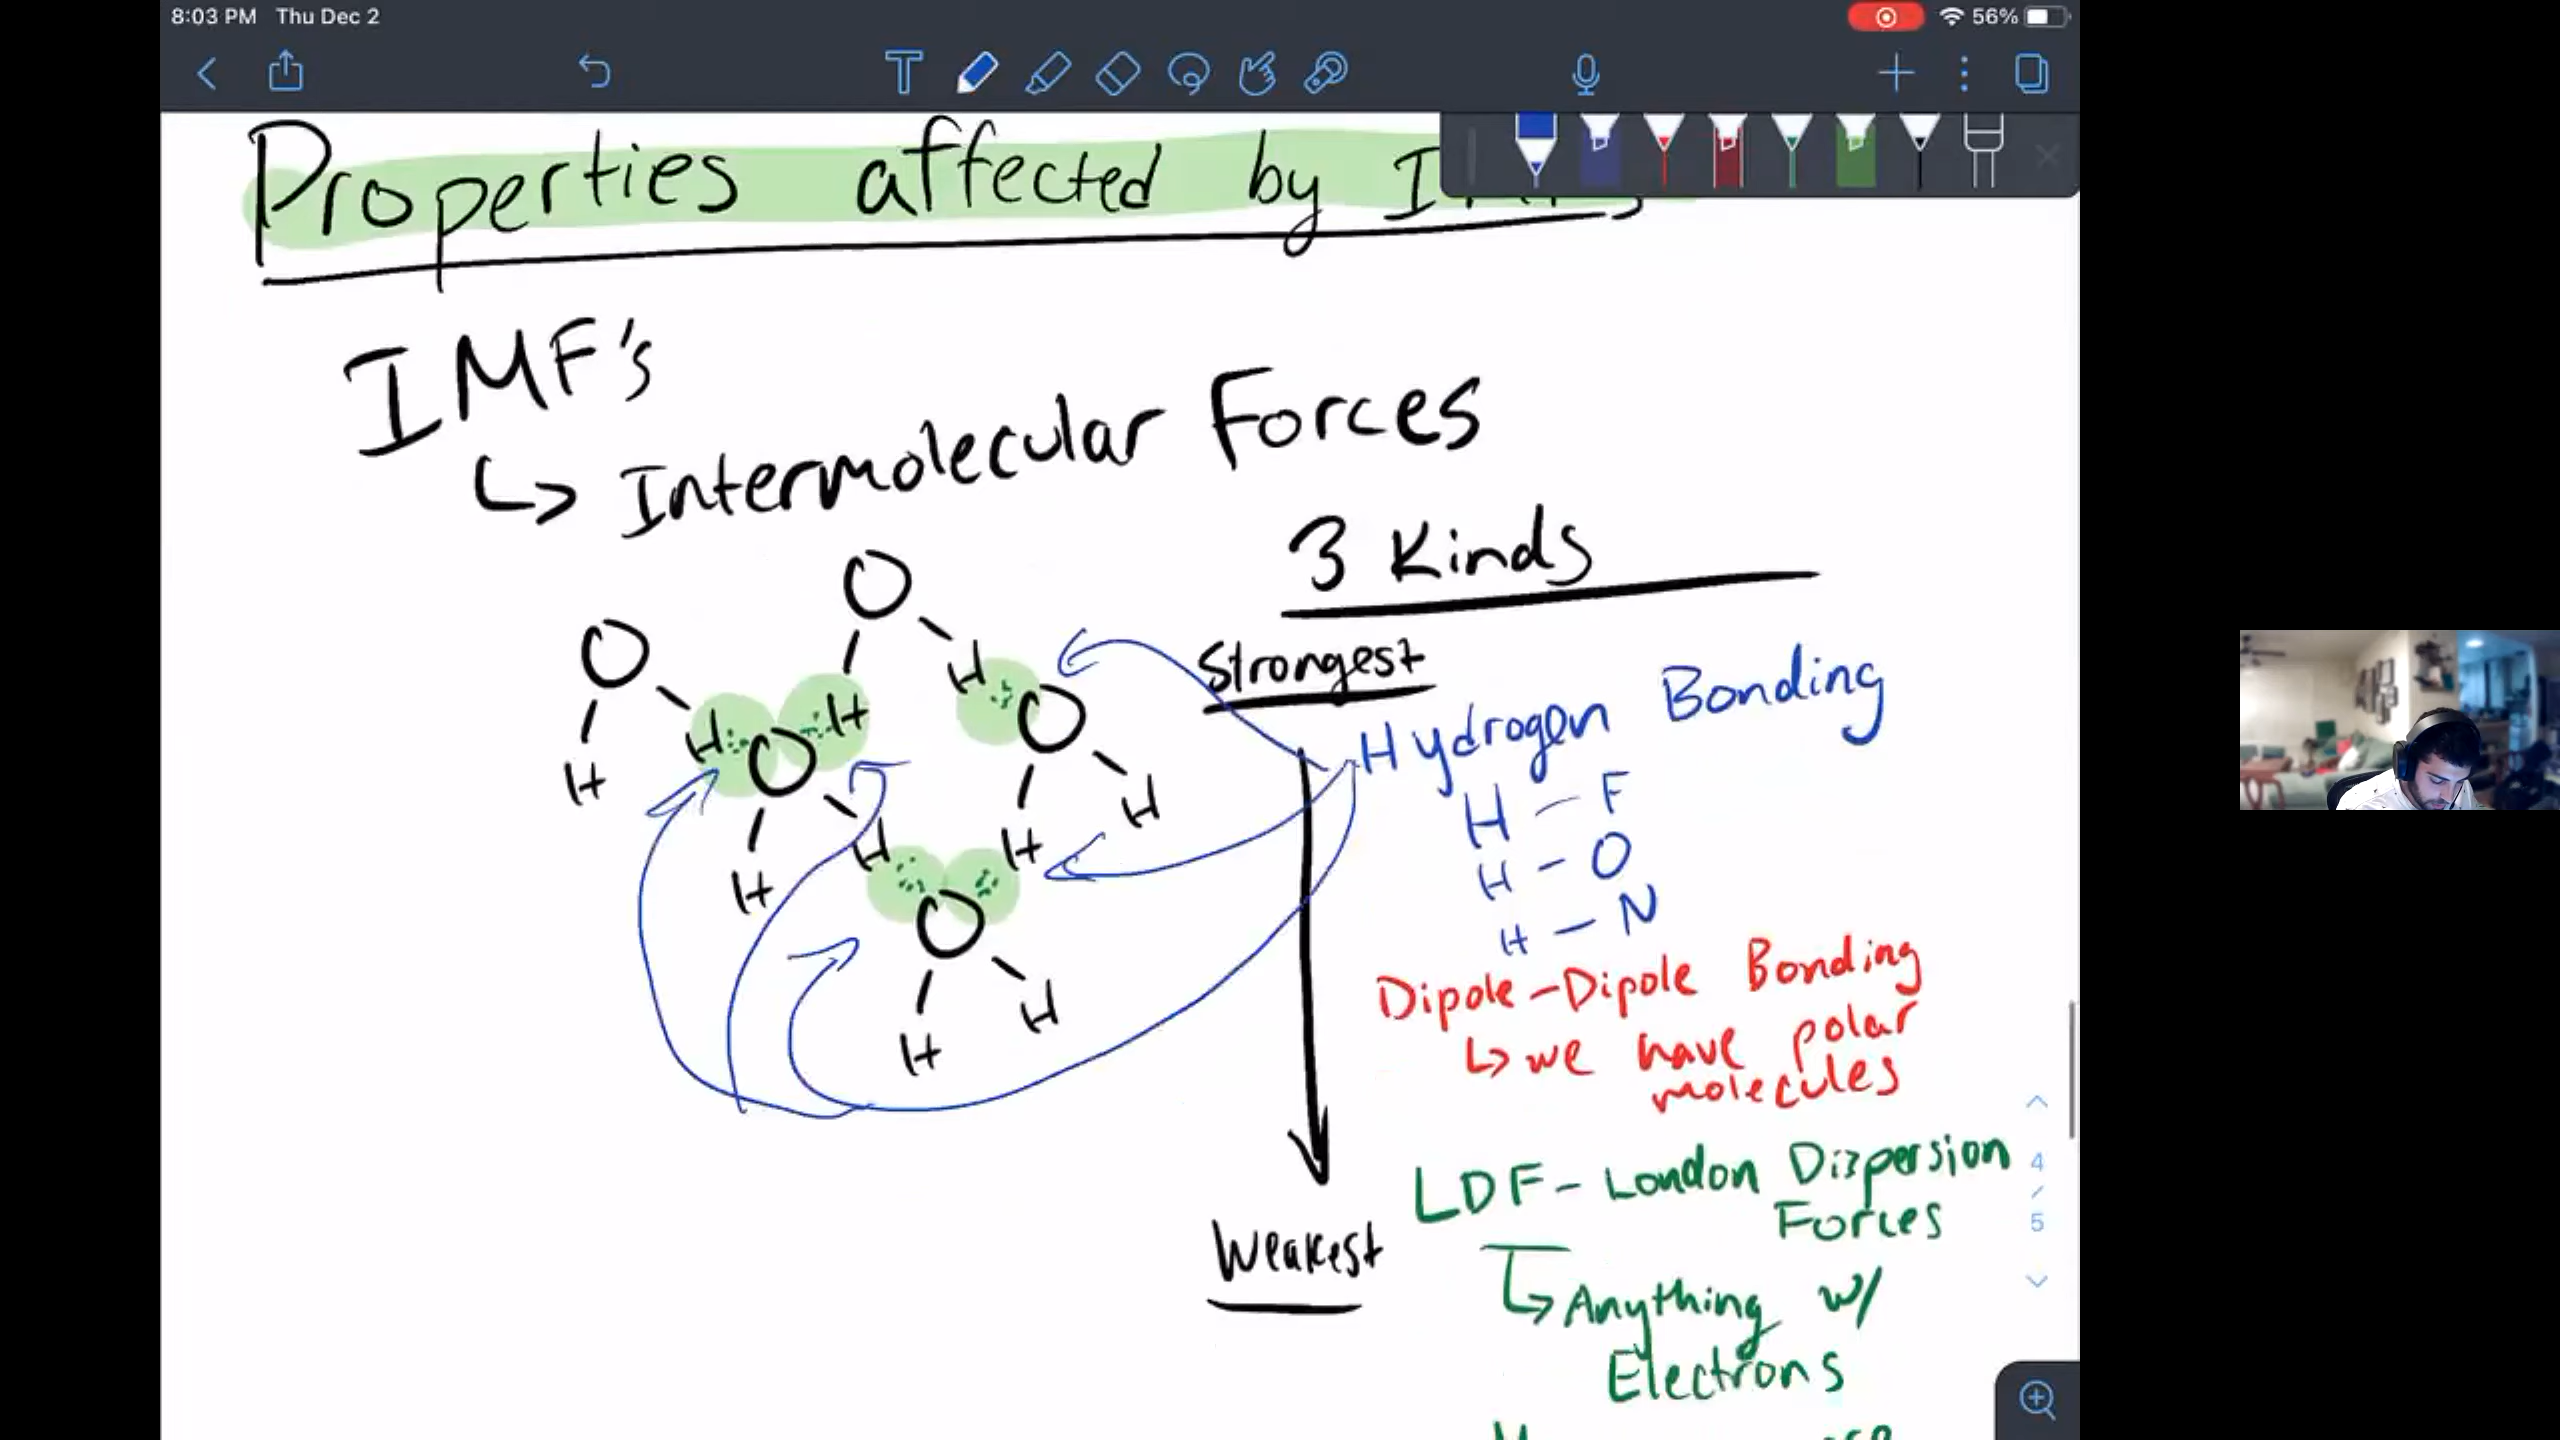 8:03 PM Thu Dec 2
56%
Properties affected by
IMF's
↳ Intermolecular Forces
3 Kinds
Strongest
Hydrogen Bonding
H - F
H - O
H - N
Dipole-Dipole Bonding
↳ we have polar
molecules
LDF - London Dispersion
Forces
↳ Anything w/
Electrons
Weakest
O
O
H
H
H
H
O
O
H
H
H
H
O
H
H
4
/
5
T